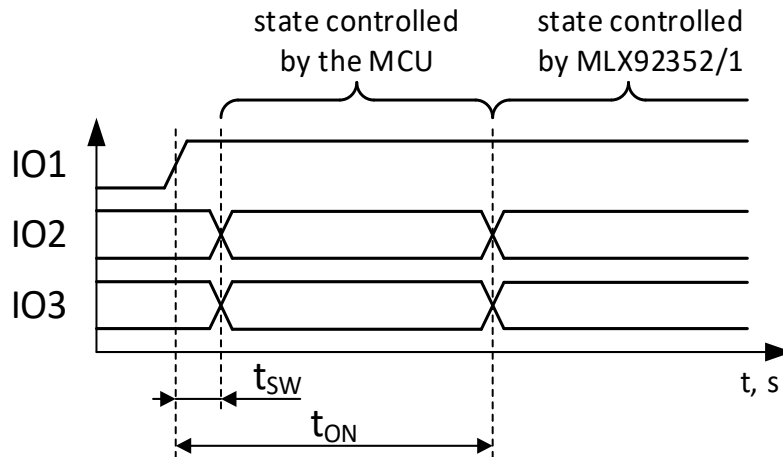 state controlled
by the MCU
state controlled
by MLX92352/1
IO1
IO2
IO3
t, s
tSW
tON